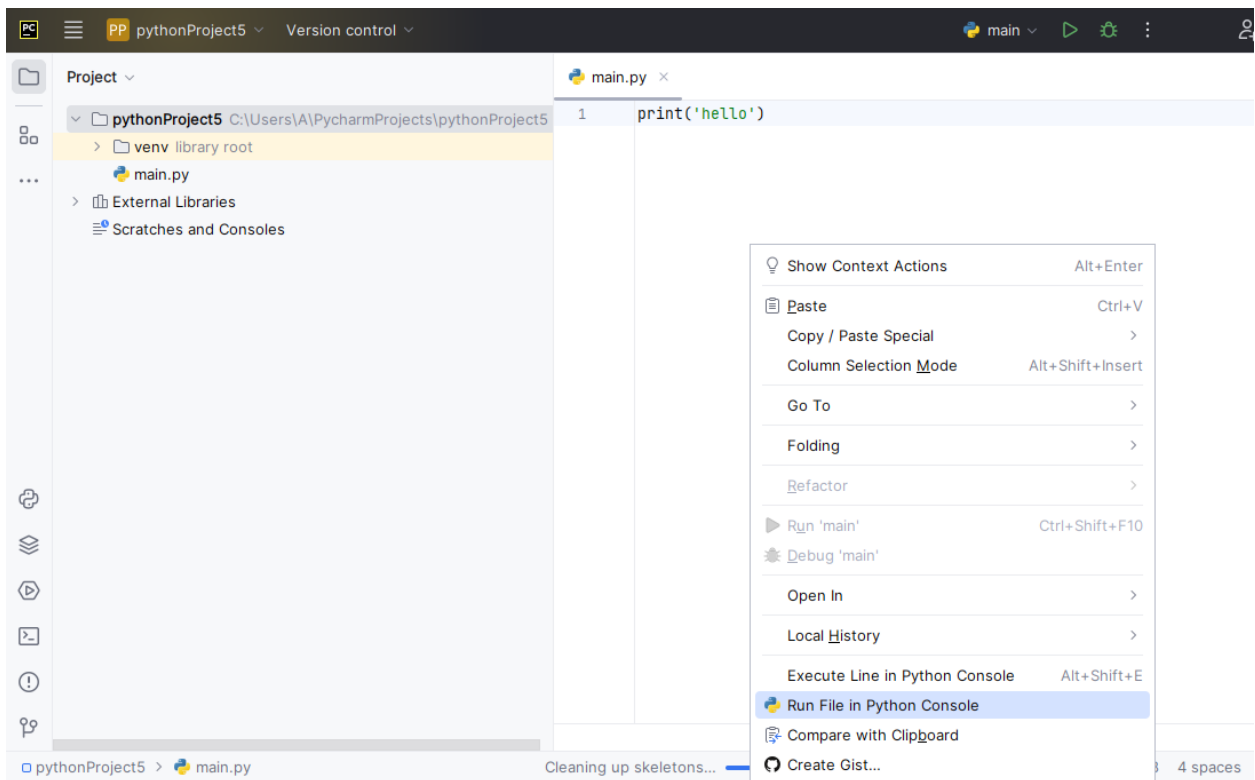 PC
PP pythonProject5 Version control main
Project
main.py
pythonProject5 C:\Users\A\PycharmProjects\pythonProject5
venv library root
main.py
External Libraries
Scratches and Consoles
1 print('hello')
Show Context Actions Alt+Enter
Paste Ctrl+V
Copy / Paste Special
Column Selection Mode Alt+Shift+Insert
Go To
Folding
Refactor
Run 'main' Ctrl+Shift+F10
Debug 'main'
Open In
Local History
Execute Line in Python Console Alt+Shift+E
Run File in Python Console
Compare with Clipboard
Create Gist...
pythonProject5 > main.py Cleaning up skeletons... 4 spaces